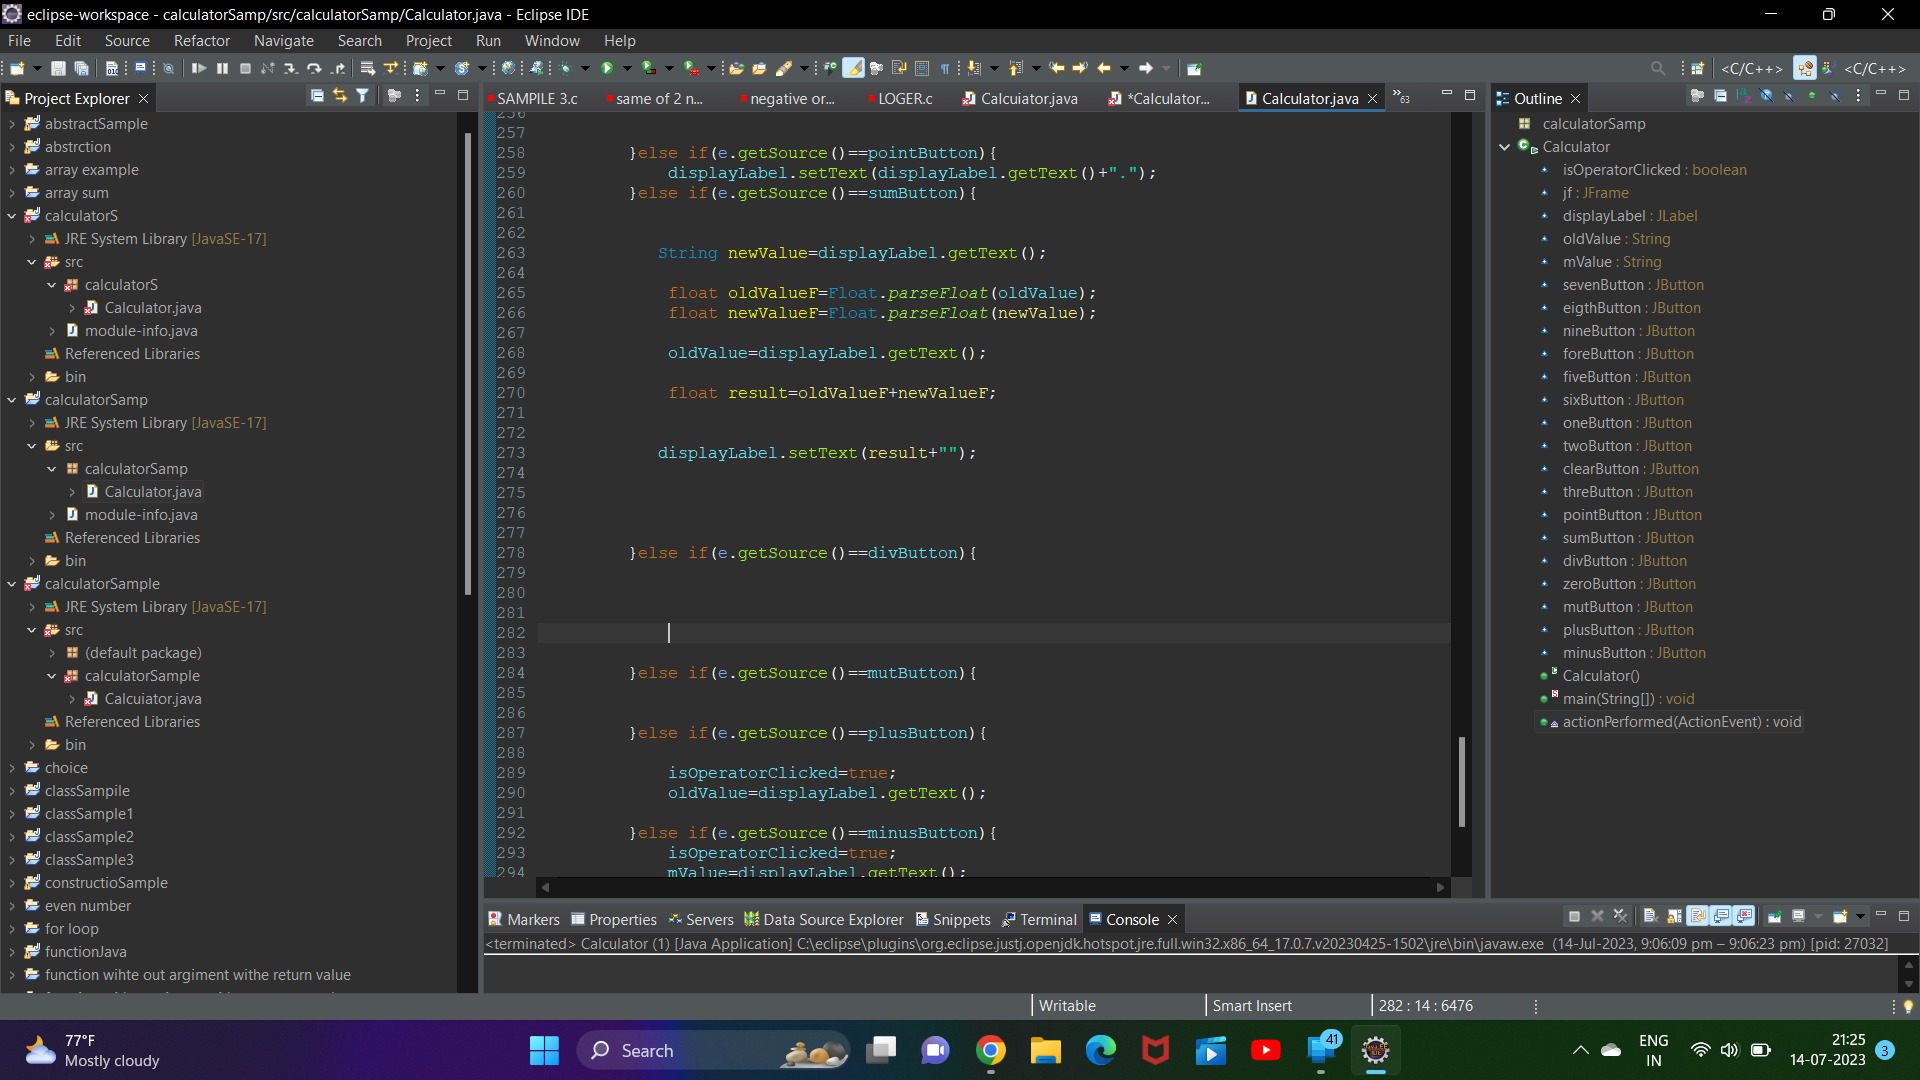 eclipse-workspace - calculatorSamp/src/calculatorSamp/Calculator.java - Eclipse IDE
File Edit Source Refactor Navigate Search Project Run Window Help
<C/C++> <C/C++>
Project Explorer
abstractSample
abstrction
array example
array sum
calculatorS
JRE System Library [JavaSE-17]
src
calculatorS
Calculator.java
module-info.java
Referenced Libraries
bin
calculatorSamp
JRE System Library [JavaSE-17]
src
calculatorSamp
Calculator.java
module-info.java
Referenced Libraries
bin
calculatorSample
JRE System Library [JavaSE-17]
src
(default package)
calculatorSample
Calcuiator.java
Referenced Libraries
bin
choice
classSampile
classSample1
classSample2
classSample3
constructioSample
even number
for loop
functionJava
function wihte out argiment withe return value
SAMPILE 3.c same of 2 n... negative or... LOGER.c Calcuiator.java *Calculator... Calculator.java »63
256
257
258 }else if(e.getSource()==pointButton){
259 displayLabel.setText(displayLabel.getText()+".");
260 }else if(e.getSource()==sumButton){
261
262
263 String newValue=displayLabel.getText();
264
265 float oldValueF=Float.parseFloat(oldValue);
266 float newValueF=Float.parseFloat(newValue);
267
268 oldValue=displayLabel.getText();
269
270 float result=oldValueF+newValueF;
271
272
273 displayLabel.setText(result+"");
274
275
276
277
278 }else if(e.getSource()==divButton){
279
280
281
282
283
284 }else if(e.getSource()==mutButton){
285
286
287 }else if(e.getSource()==plusButton){
288
289 isOperatorClicked=true;
290 oldValue=displayLabel.getText();
291
292 }else if(e.getSource()==minusButton){
293 isOperatorClicked=true;
294 mValue=displayLabel.getText();
Outline
calculatorSamp
Calculator
isOperatorClicked : boolean
jf : JFrame
displayLabel : JLabel
oldValue : String
mValue : String
sevenButton : JButton
eigthButton : JButton
nineButton : JButton
foreButton : JButton
fiveButton : JButton
sixButton : JButton
oneButton : JButton
twoButton : JButton
clearButton : JButton
threButton : JButton
pointButton : JButton
sumButton : JButton
divButton : JButton
zeroButton : JButton
mutButton : JButton
plusButton : JButton
minusButton : JButton
Calculator()
main(String[]) : void
actionPerformed(ActionEvent) : void
Markers Properties Servers Data Source Explorer Snippets Terminal Console
<terminated> Calculator (1) [Java Application] C:\eclipse\plugins\org.eclipse.justj.openjdk.hotspot.jre.full.win32.x86_64_17.0.7.v20230425-1502\jre\bin\javaw.exe (14-Jul-2023, 9:06:09 pm – 9:06:23 pm) [pid: 27032]
Writable Smart Insert 282 : 14 : 6476
77°F
Mostly cloudy
Search
41
ENG
IN
21:25
14-07-2023
3